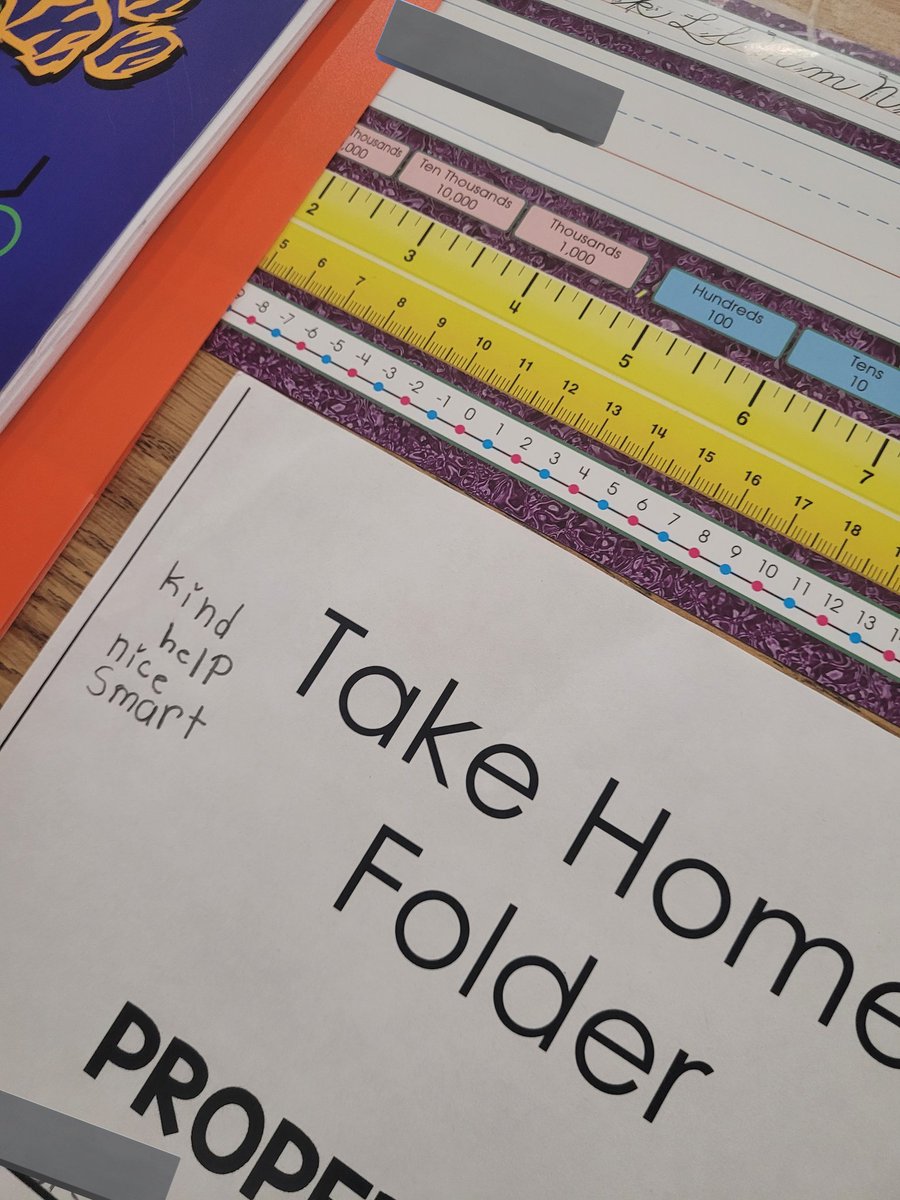 Thousands
,000
Ten Thousands
10,000
Thousands
1,000
Hundreds
100
Tens
10
2 3 4 5 6 7
5 6 7 8 9 10 11 12 13 14 15 16 17 18
-8 -7 -6 -5 -4 -3 -2 -1 0 1 2 3 4 5 6 7 8 9 10 11 12 13
kind
help
nice
Smart
Take Home
Folder